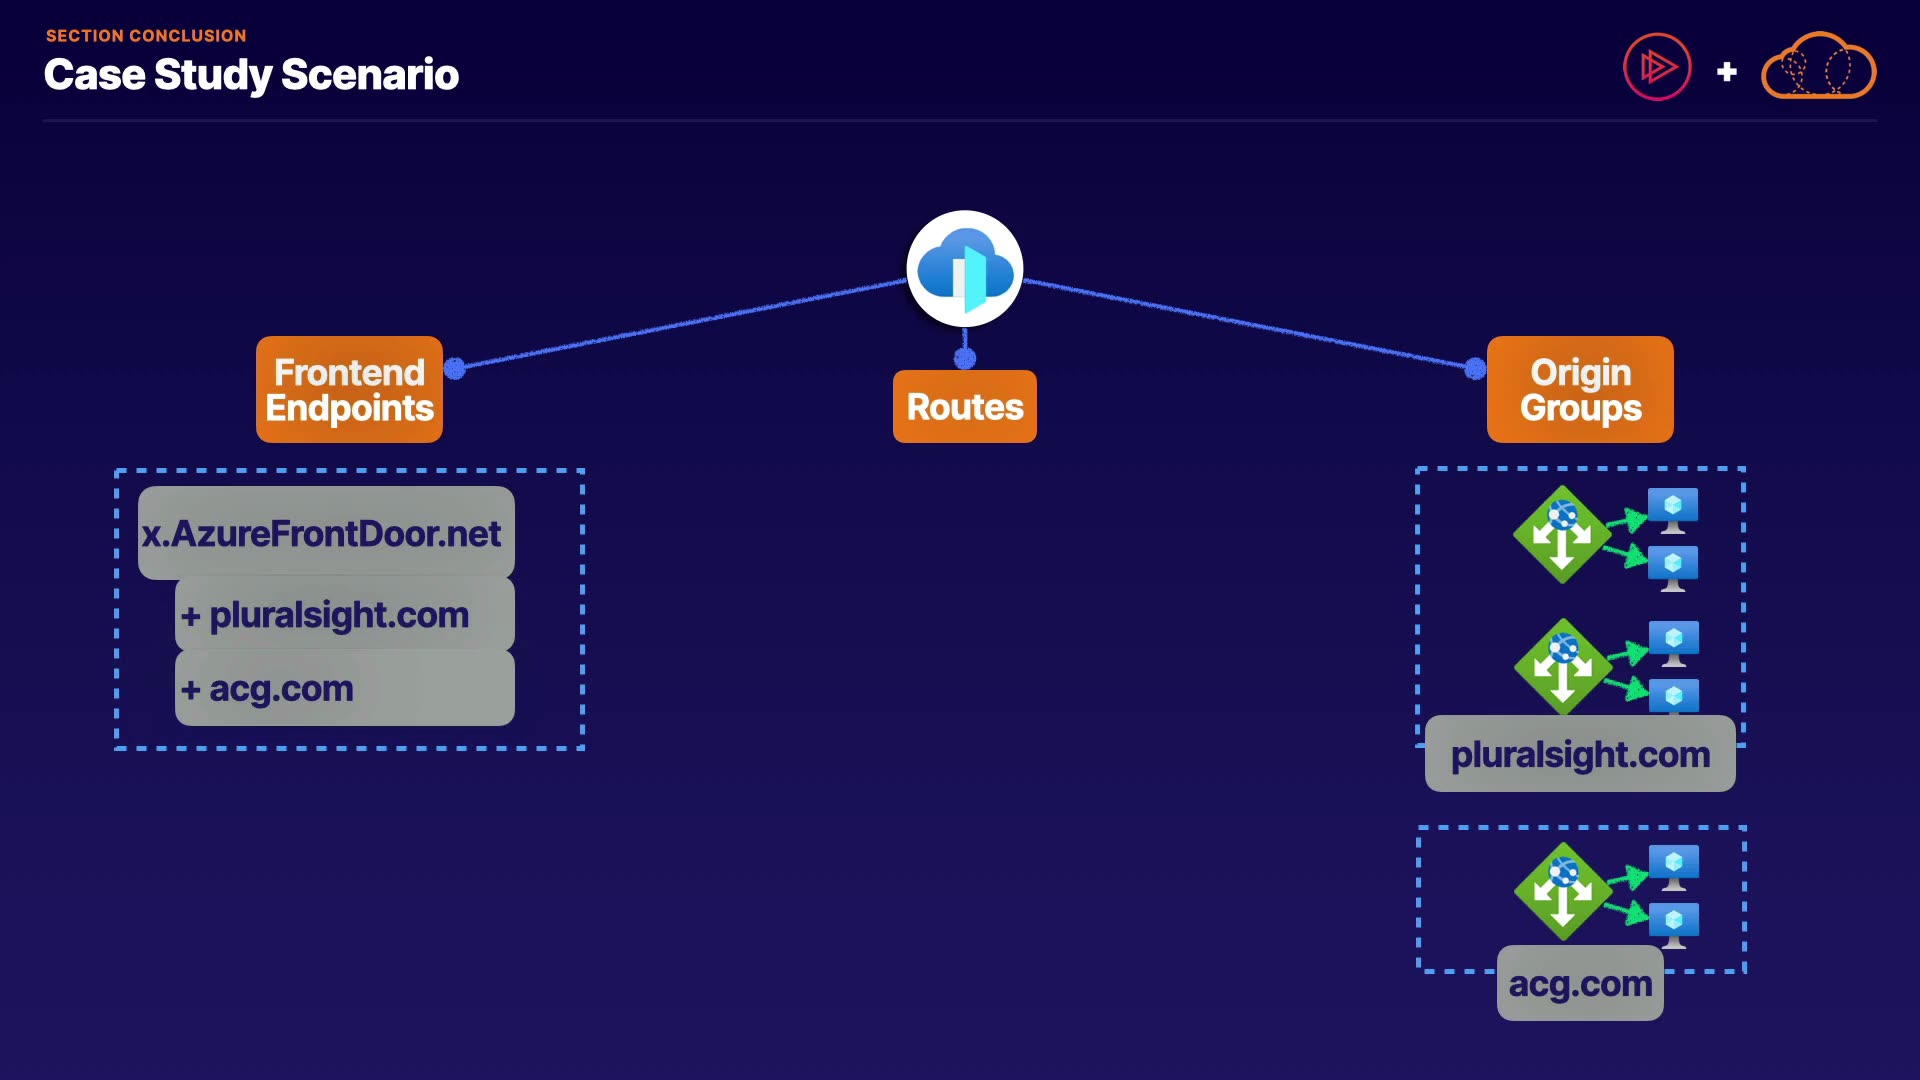 SECTION CONCLUSION
Case Study Scenario
+
Frontend
Endpoints
Routes
Origin
Groups
x.AzureFrontDoor.net
+ pluralsight.com
+ acg.com
pluralsight.com
acg.com